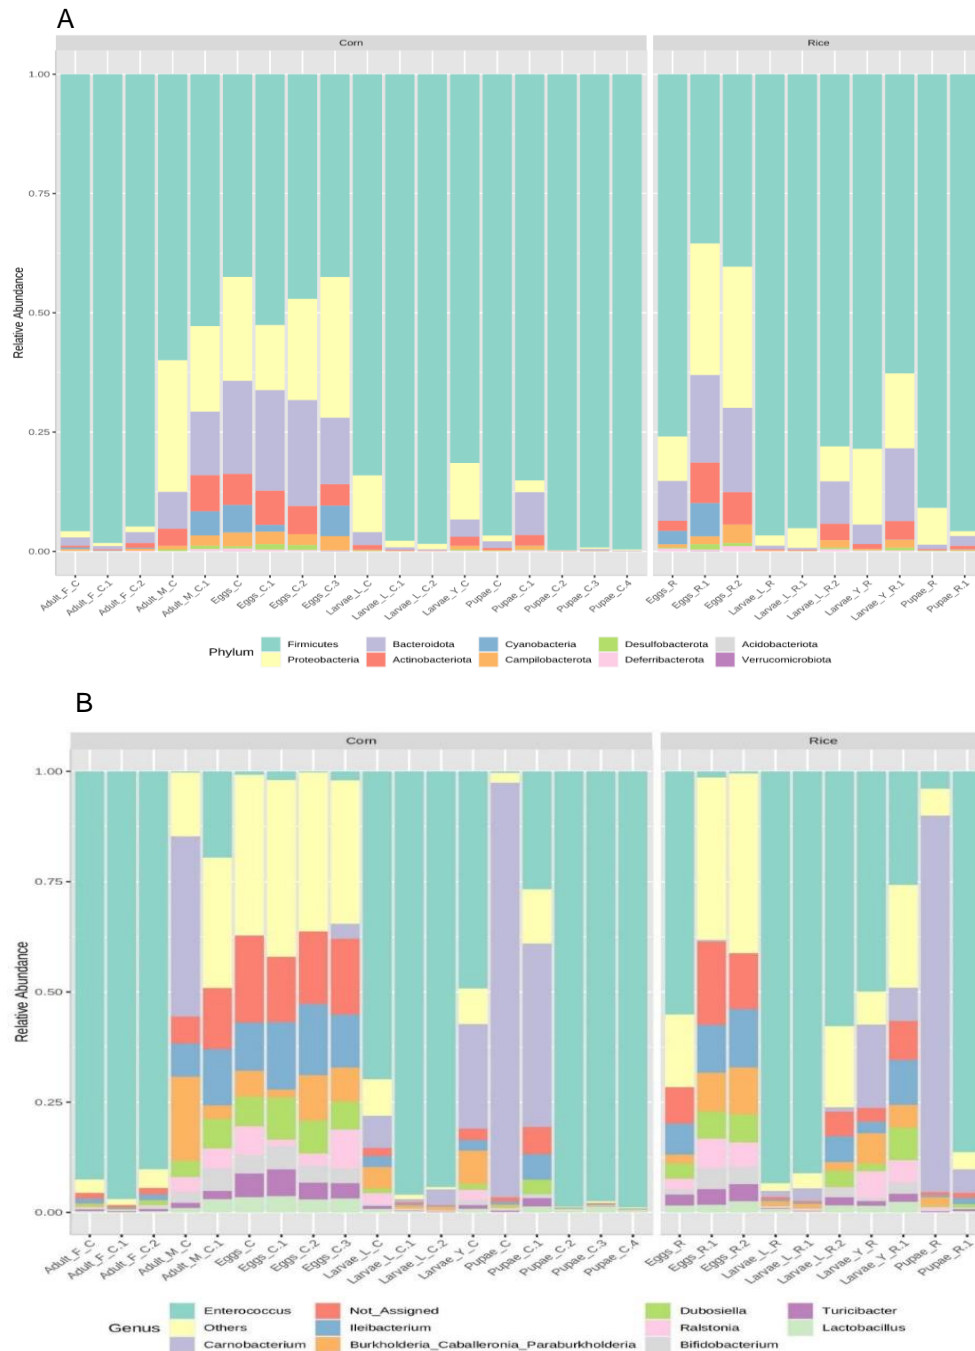 A
Corn
Rice
1.00
0.75
0.50
0.25
0.00
Relative Abundance
Adult_F_C
Adult_F_C.1
Adult_F_C.2
Adult_M_C
Adult_M_C.1
Eggs_C
Eggs_C.1
Eggs_C.2
Eggs_C.3
Larvae_L_C
Larvae_L_C.1
Larvae_L_C.2
Larvae_Y_C
Pupae_C
Pupae_C.1
Pupae_C.2
Pupae_C.3
Pupae_C.4
Eggs_R
Eggs_R.1
Eggs_R.2
Larvae_L_R
Larvae_L_R.1
Larvae_L_R.2
Larvae_Y_R
Larvae_Y_R.1
Pupae_R
Pupae_R.1
Phylum
Firmicutes
Bacteroidota
Cyanobacteria
Desulfobacterota
Acidobacteriota
Proteobacteria
Actinobacteriota
Campilobacterota
Deferribacterota
Verrucomicrobiota
B
Corn
Rice
1.00
0.75
0.50
0.25
0.00
Relative Abundance
Adult_F_C
Adult_F_C.1
Adult_F_C.2
Adult_M_C
Adult_M_C.1
Eggs_C
Eggs_C.1
Eggs_C.2
Eggs_C.3
Larvae_L_C
Larvae_L_C.1
Larvae_L_C.2
Larvae_Y_C
Pupae_C
Pupae_C.1
Pupae_C.2
Pupae_C.3
Pupae_C.4
Eggs_R
Eggs_R.1
Eggs_R.2
Larvae_L_R
Larvae_L_R.1
Larvae_L_R.2
Larvae_Y_R
Larvae_Y_R.1
Pupae_R
Pupae_R.1
Genus
Enterococcus
Not_Assigned
Dubosiella
Turicibacter
Others
Ileibacterium
Ralstonia
Lactobacillus
Carnobacterium
Burkholderia_Caballeronia_Paraburkholderia
Bifidobacterium